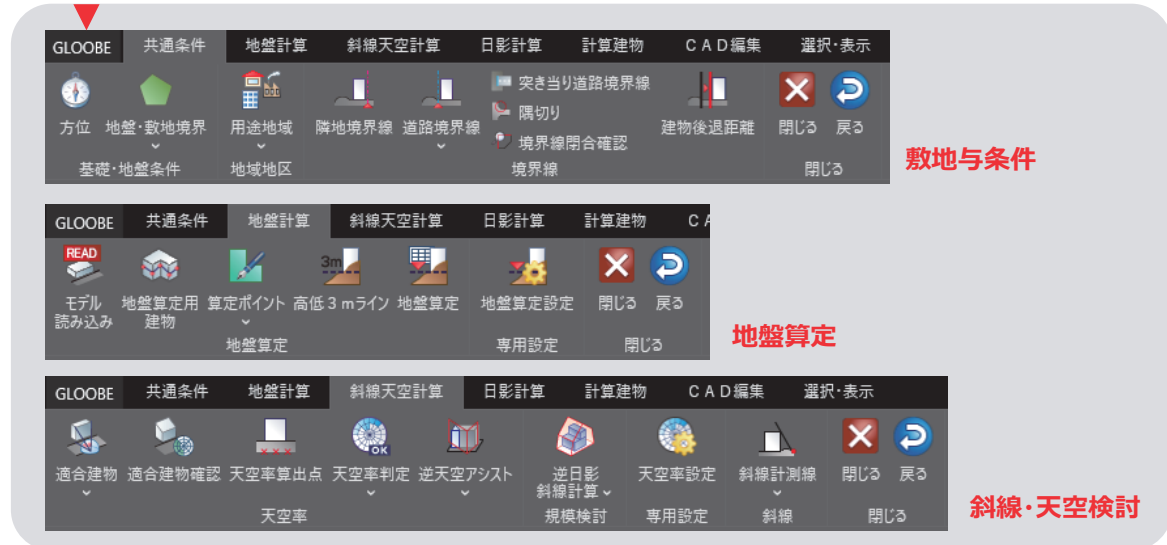 GLOOBE 共通条件 地盤計算 斜線天空計算 日影計算 計算建物 ＣＡＤ編集 選択・表示
方位 地盤・敷地境界 用途地域 隣地境界線 道路境界線 突き当り道路境界線 隅切り 境界線閉合確認 建物後退距離 閉じる 戻る
基礎・地盤条件 地域地区 境界線 閉じる
敷地与条件
GLOOBE 共通条件 地盤計算 斜線天空計算 日影計算 計算建物
READ 3m
モデル 地盤算定用 算定ポイント 高低３ｍライン 地盤算定 地盤算定設定 閉じる 戻る
読み込み 建物
地盤算定 専用設定 閉じる
地盤算定
GLOOBE 共通条件 地盤計算 斜線天空計算 日影計算 計算建物 ＣＡＤ編集 選択・表示
OK
適合建物 適合建物確認 天空率算出点 天空率判定 逆天空アシスト 逆日影 天空率設定 斜線計測線 閉じる 戻る
斜線計算
天空率 規模検討 専用設定 斜線 閉じる
斜線・天空検討